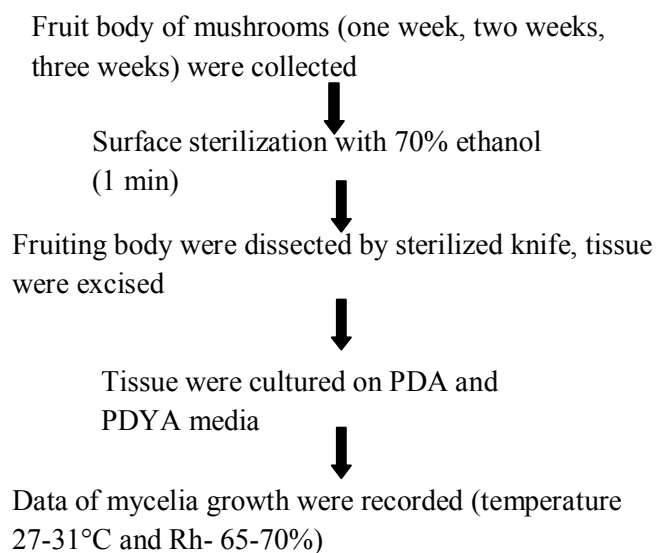 Fruit body of mushrooms (one week, two weeks,
three weeks) were collected
Surface sterilization with 70% ethanol
(1 min)
Fruiting body were dissected by sterilized knife, tissue
were excised
Tissue were cultured on PDA and
PDYA media
Data of mycelia growth were recorded (temperature
27-31°C and Rh- 65-70%)